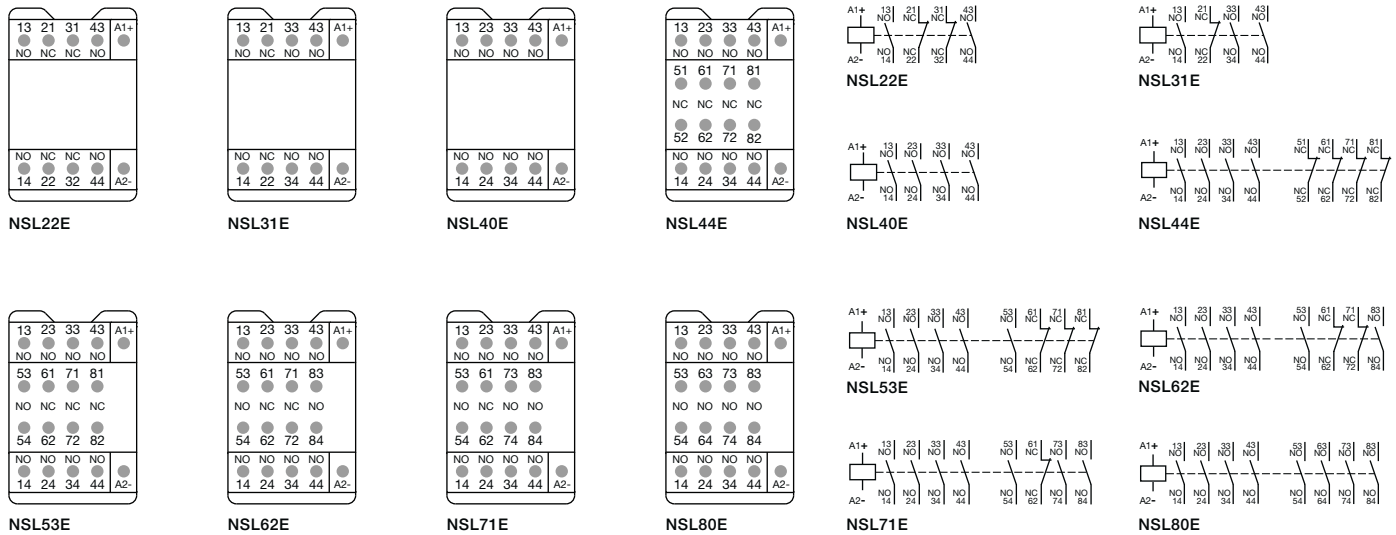 13 21 31 43 A1+
NO NC NC NO
NO NC NC NO
14 22 32 44 A2-
NSL22E
13 21 33 43 A1+
NO NC NO NO
NO NC NO NO
14 22 34 44 A2-
NSL31E
13 23 33 43 A1+
NO NO NO NO
NO NO NO NO
14 24 34 44 A2-
NSL40E
13 23 33 43 A1+
NO NO NO NO
51 61 71 81
NC NC NC NC
52 62 72 82
NO NO NO NO
14 24 34 44 A2-
NSL44E
A1+ 13 21 31 43
NO NC NC NO
NO NC NC NO
A2- 14 22 32 44
NSL22E
A1+ 13 21 33 43
NO NC NO NO
NO NC NO NO
A2- 14 22 34 44
NSL31E
A1+ 13 23 33 43
NO NO NO NO
NO NO NO NO
A2- 14 24 34 44
NSL40E
A1+ 13 23 33 43 51 61 71 81
NO NO NO NO NC NC NC NC
NO NO NO NO NC NC NC NC
A2- 14 24 34 44 52 62 72 82
NSL44E
13 23 33 43 A1+
NO NO NO NO
53 61 71 81
NO NC NC NC
54 62 72 82
NO NO NO NO
14 24 34 44 A2-
NSL53E
13 23 33 43 A1+
NO NO NO NO
53 61 71 83
NO NC NC NO
54 62 72 84
NO NO NO NO
14 24 34 44 A2-
NSL62E
13 23 33 43 A1+
NO NO NO NO
53 61 73 83
NO NC NO NO
54 62 74 84
NO NO NO NO
14 24 34 44 A2-
NSL71E
13 23 33 43 A1+
NO NO NO NO
53 63 73 83
NO NO NO NO
54 64 74 84
NO NO NO NO
14 24 34 44 A2-
NSL80E
A1+ 13 23 33 43 53 61 71 81
NO NO NO NO NO NC NC NC
NO NO NO NO NO NC NC NC
A2- 14 24 34 44 54 62 72 82
NSL53E
A1+ 13 23 33 43 53 61 71 83
NO NO NO NO NO NC NC NO
NO NO NO NO NO NC NC NO
A2- 14 24 34 44 54 62 72 84
NSL62E
A1+ 13 23 33 43 53 61 73 83
NO NO NO NO NO NC NO NO
NO NO NO NO NO NC NO NO
A2- 14 24 34 44 54 62 74 84
NSL71E
A1+ 13 23 33 43 53 63 73 83
NO NO NO NO NO NO NO NO
NO NO NO NO NO NO NO NO
A2- 14 24 34 44 54 64 74 84
NSL80E